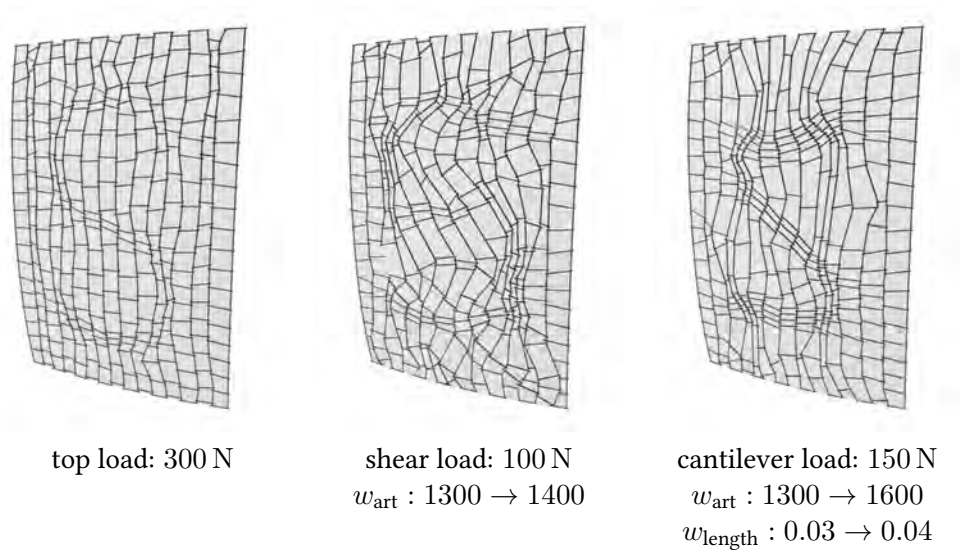 top load: 300 N
shear load: 100 N
w_art : 1300 → 1400
cantilever load: 150 N
w_art : 1300 → 1600
w_length : 0.03 → 0.04